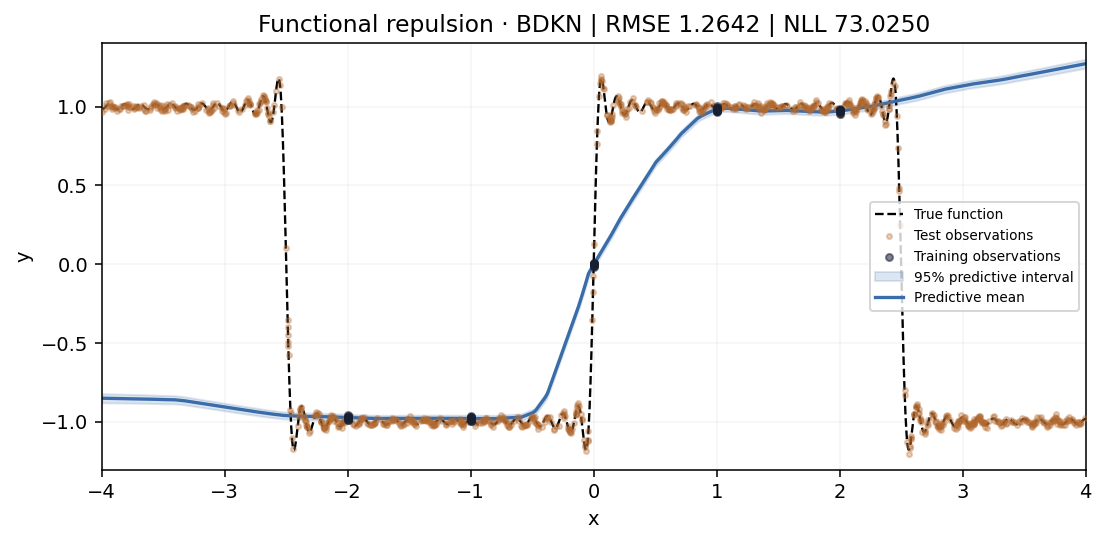 Functional repulsion · BDKN | RMSE 1.2642 | NLL 73.0250
1.0
0.5
0.0
−0.5
−1.0
y
True function
Test observations
Training observations
95% predictive interval
Predictive mean
−4 −3 −2 −1 0 1 2 3 4
x